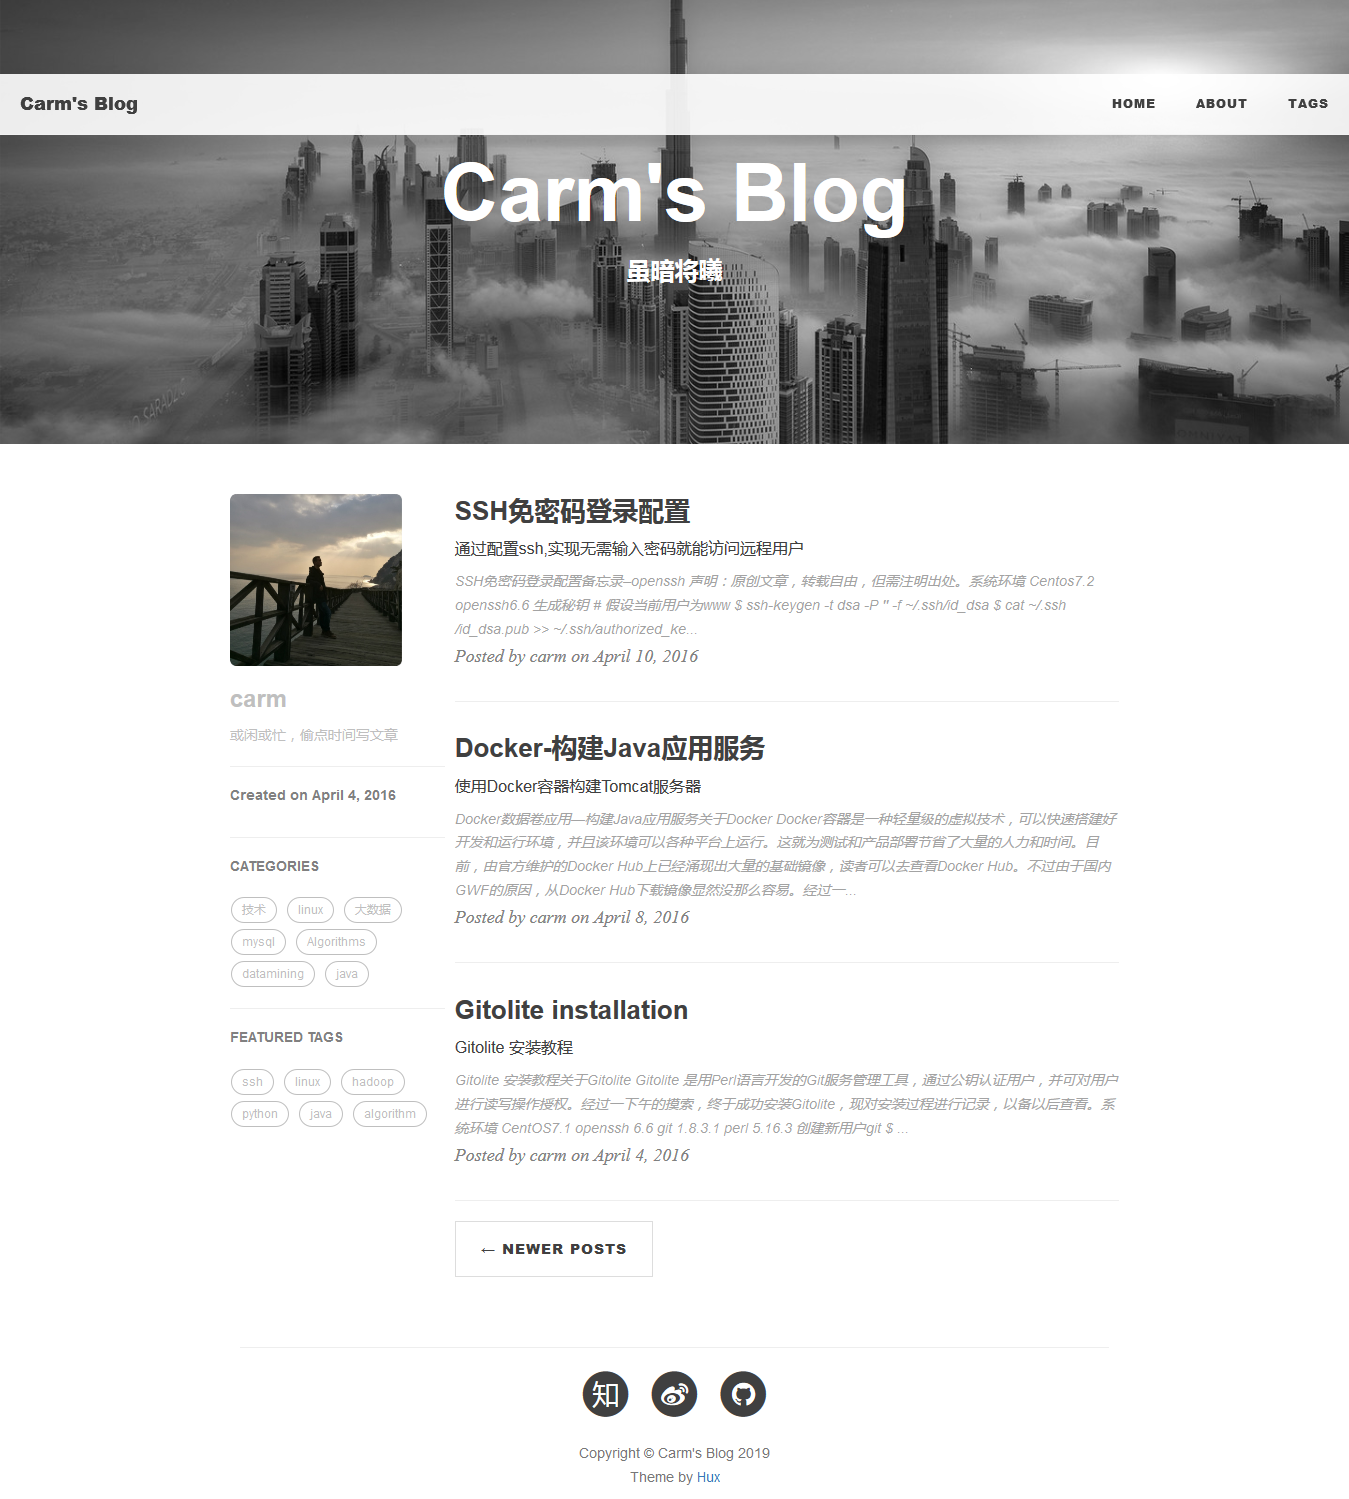 Carm's Blog
HOME ABOUT TAGS
Carm's Blog
虽暗将曦
carm
或闲或忙，偷点时间写文章
Created on April 4, 2016
CATEGORIES
技术 linux 大数据
mysql Algorithms
datamining java
FEATURED TAGS
ssh linux hadoop
python java algorithm
SSH免密码登录配置
通过配置ssh,实现无需输入密码就能访问远程用户
SSH免密码登录配置备忘录–openssh 声明：原创文章，转载自由，但需注明出处。系统环境 Centos7.2
openssh6.6 生成秘钥 # 假设当前用户为www $ ssh-keygen -t dsa -P '' -f ~/.ssh/id_dsa $ cat ~/.ssh
/id_dsa.pub >> ~/.ssh/authorized_ke...
Posted by carm on April 10, 2016
Docker-构建Java应用服务
使用Docker容器构建Tomcat服务器
Docker数据卷应用—构建Java应用服务关于Docker Docker容器是一种轻量级的虚拟技术，可以快速搭建好
开发和运行环境，并且该环境可以各种平台上运行。这就为测试和产品部署节省了大量的人力和时间。目
前，由官方维护的Docker Hub上已经涌现出大量的基础镜像，读者可以去查看Docker Hub。不过由于国内
GWF的原因，从Docker Hub下载镜像显然没那么容易。经过一...
Posted by carm on April 8, 2016
Gitolite installation
Gitolite 安装教程
Gitolite 安装教程关于Gitolite Gitolite 是用Perl语言开发的Git服务管理工具，通过公钥认证用户，并可对用户
进行读写操作授权。经过一下午的摸索，终于成功安装Gitolite，现对安装过程进行记录，以备以后查看。系
统环境 CentOS7.1 openssh 6.6 git 1.8.3.1 perl 5.16.3 创建新用户git $ ...
Posted by carm on April 4, 2016
← NEWER POSTS
知
Copyright © Carm's Blog 2019
Theme by Hux